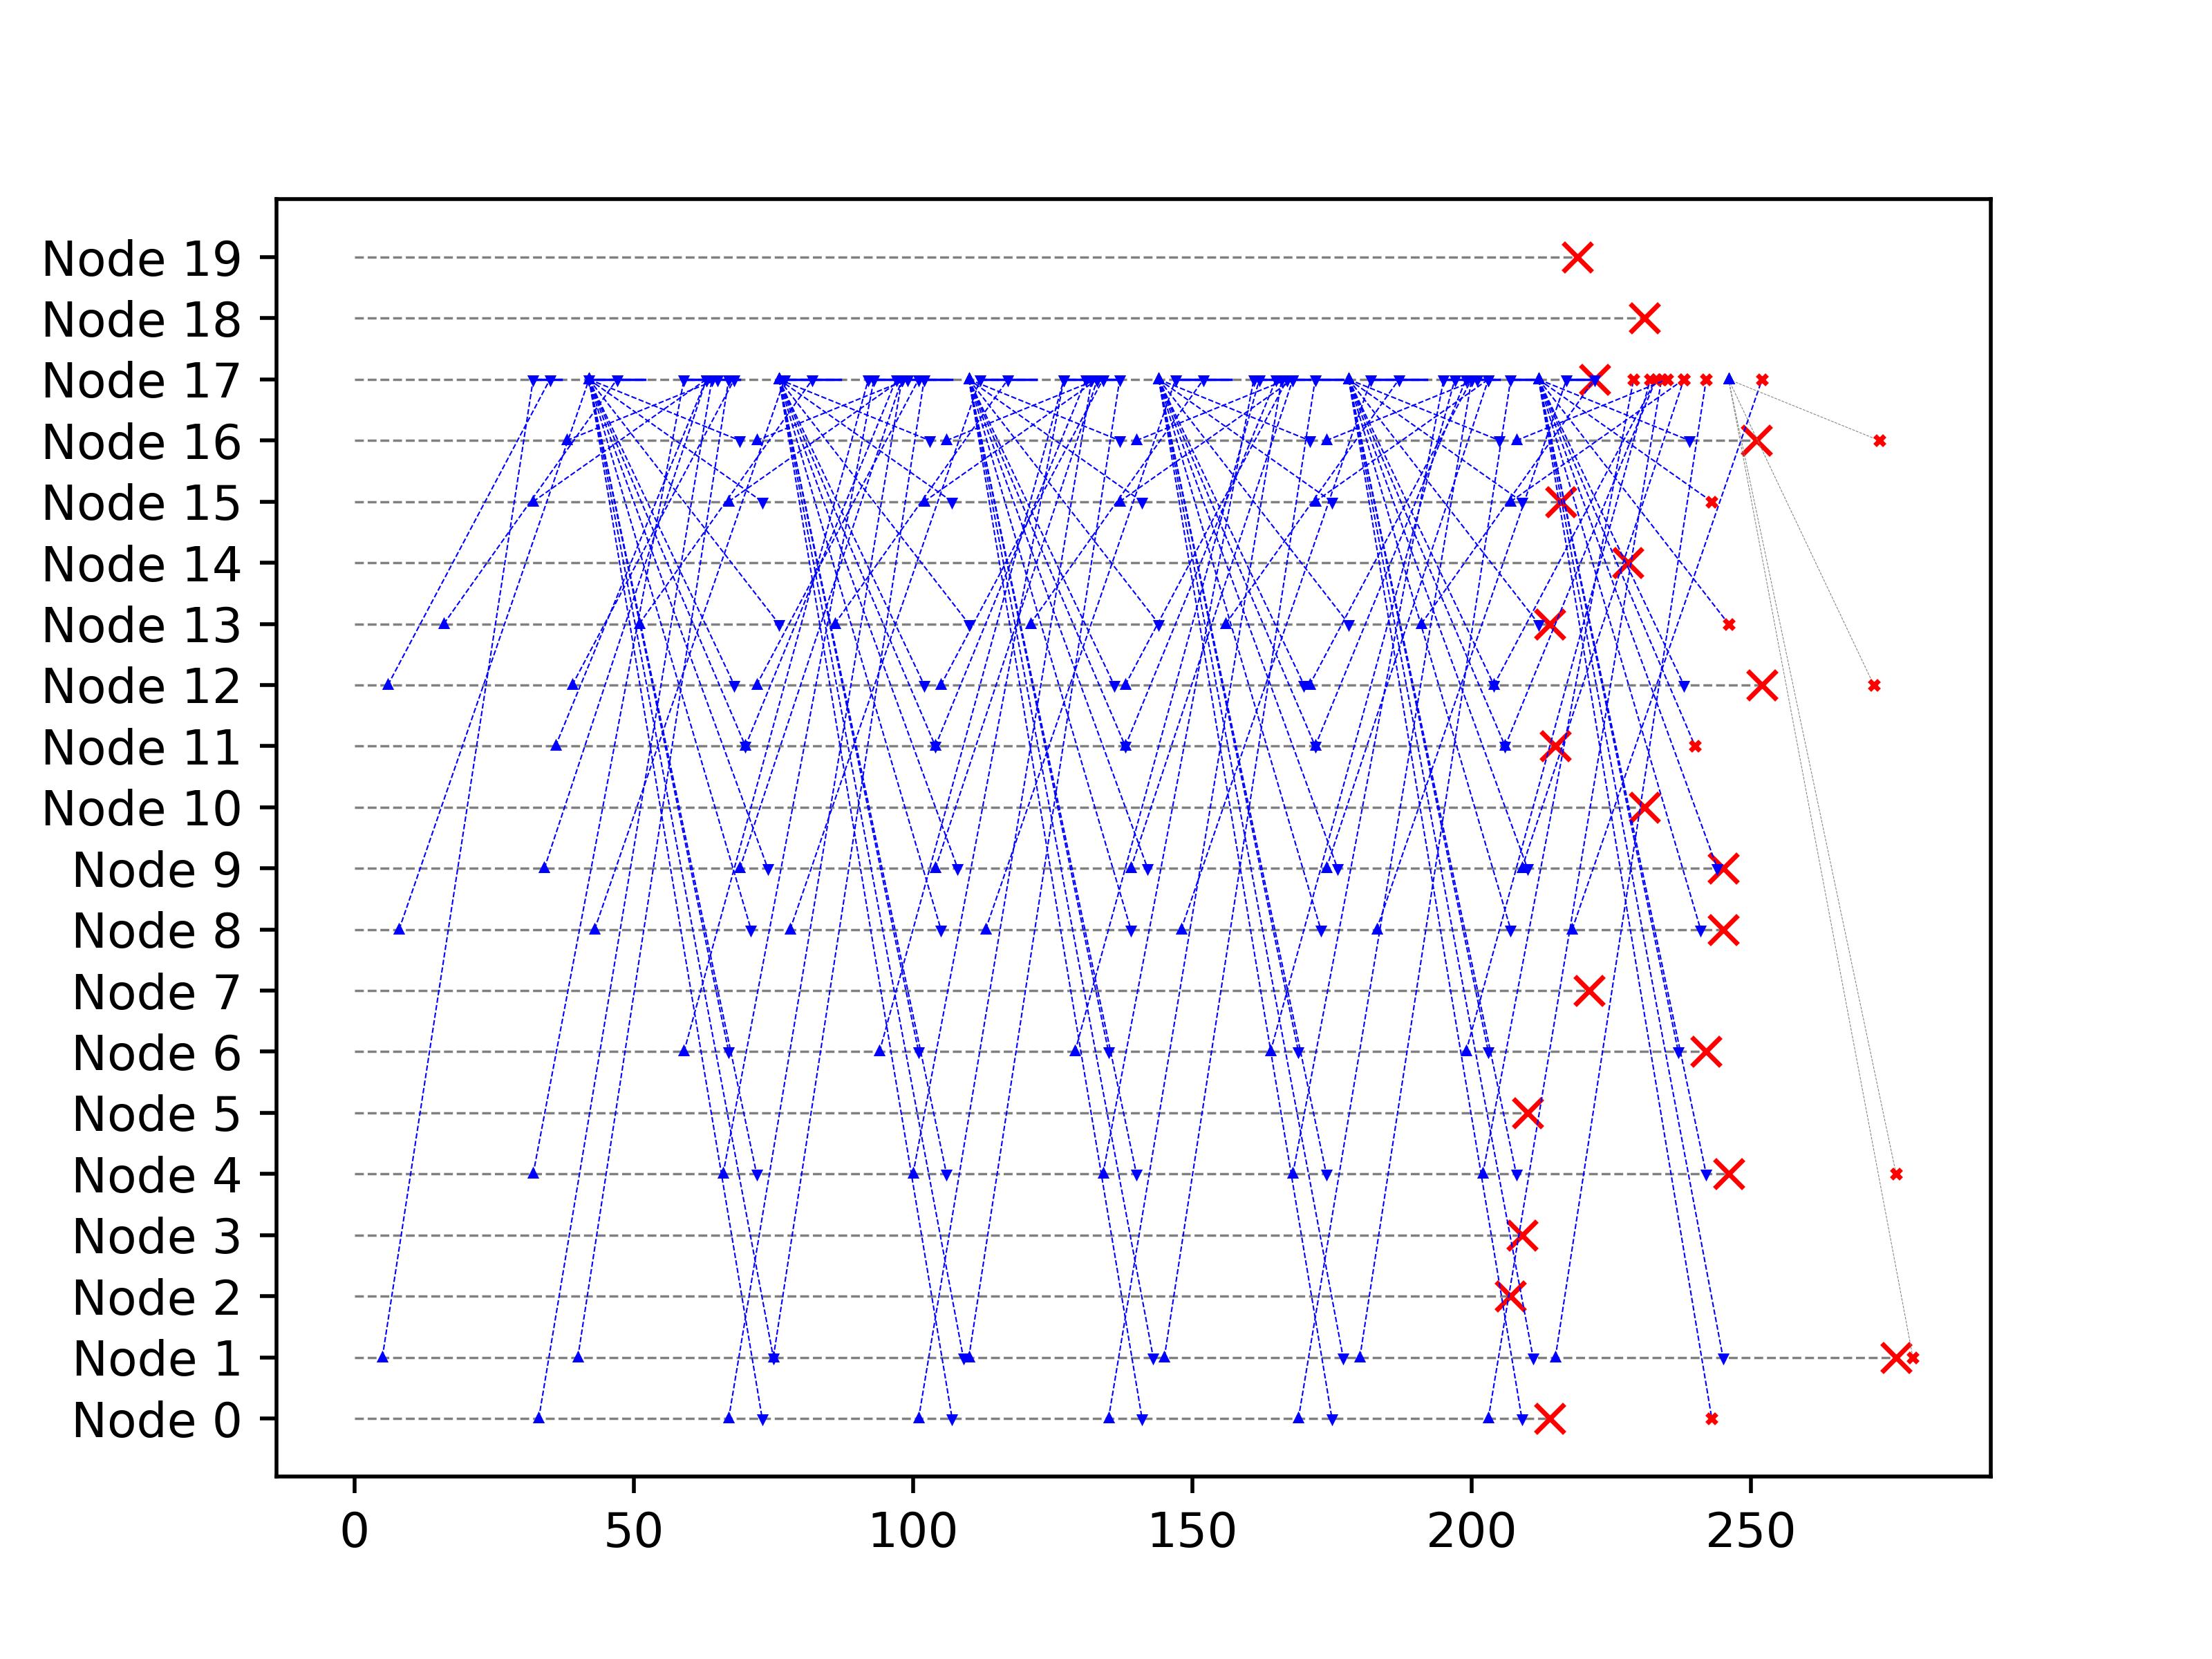 Node 19
Node 18
Node 17
Node 16
Node 15
Node 14
Node 13
Node 12
Node 11
Node 10
Node 9
Node 8
Node 7
Node 6
Node 5
Node 4
Node 3
Node 2
Node 1
Node 0
0 50 100 150 200 250